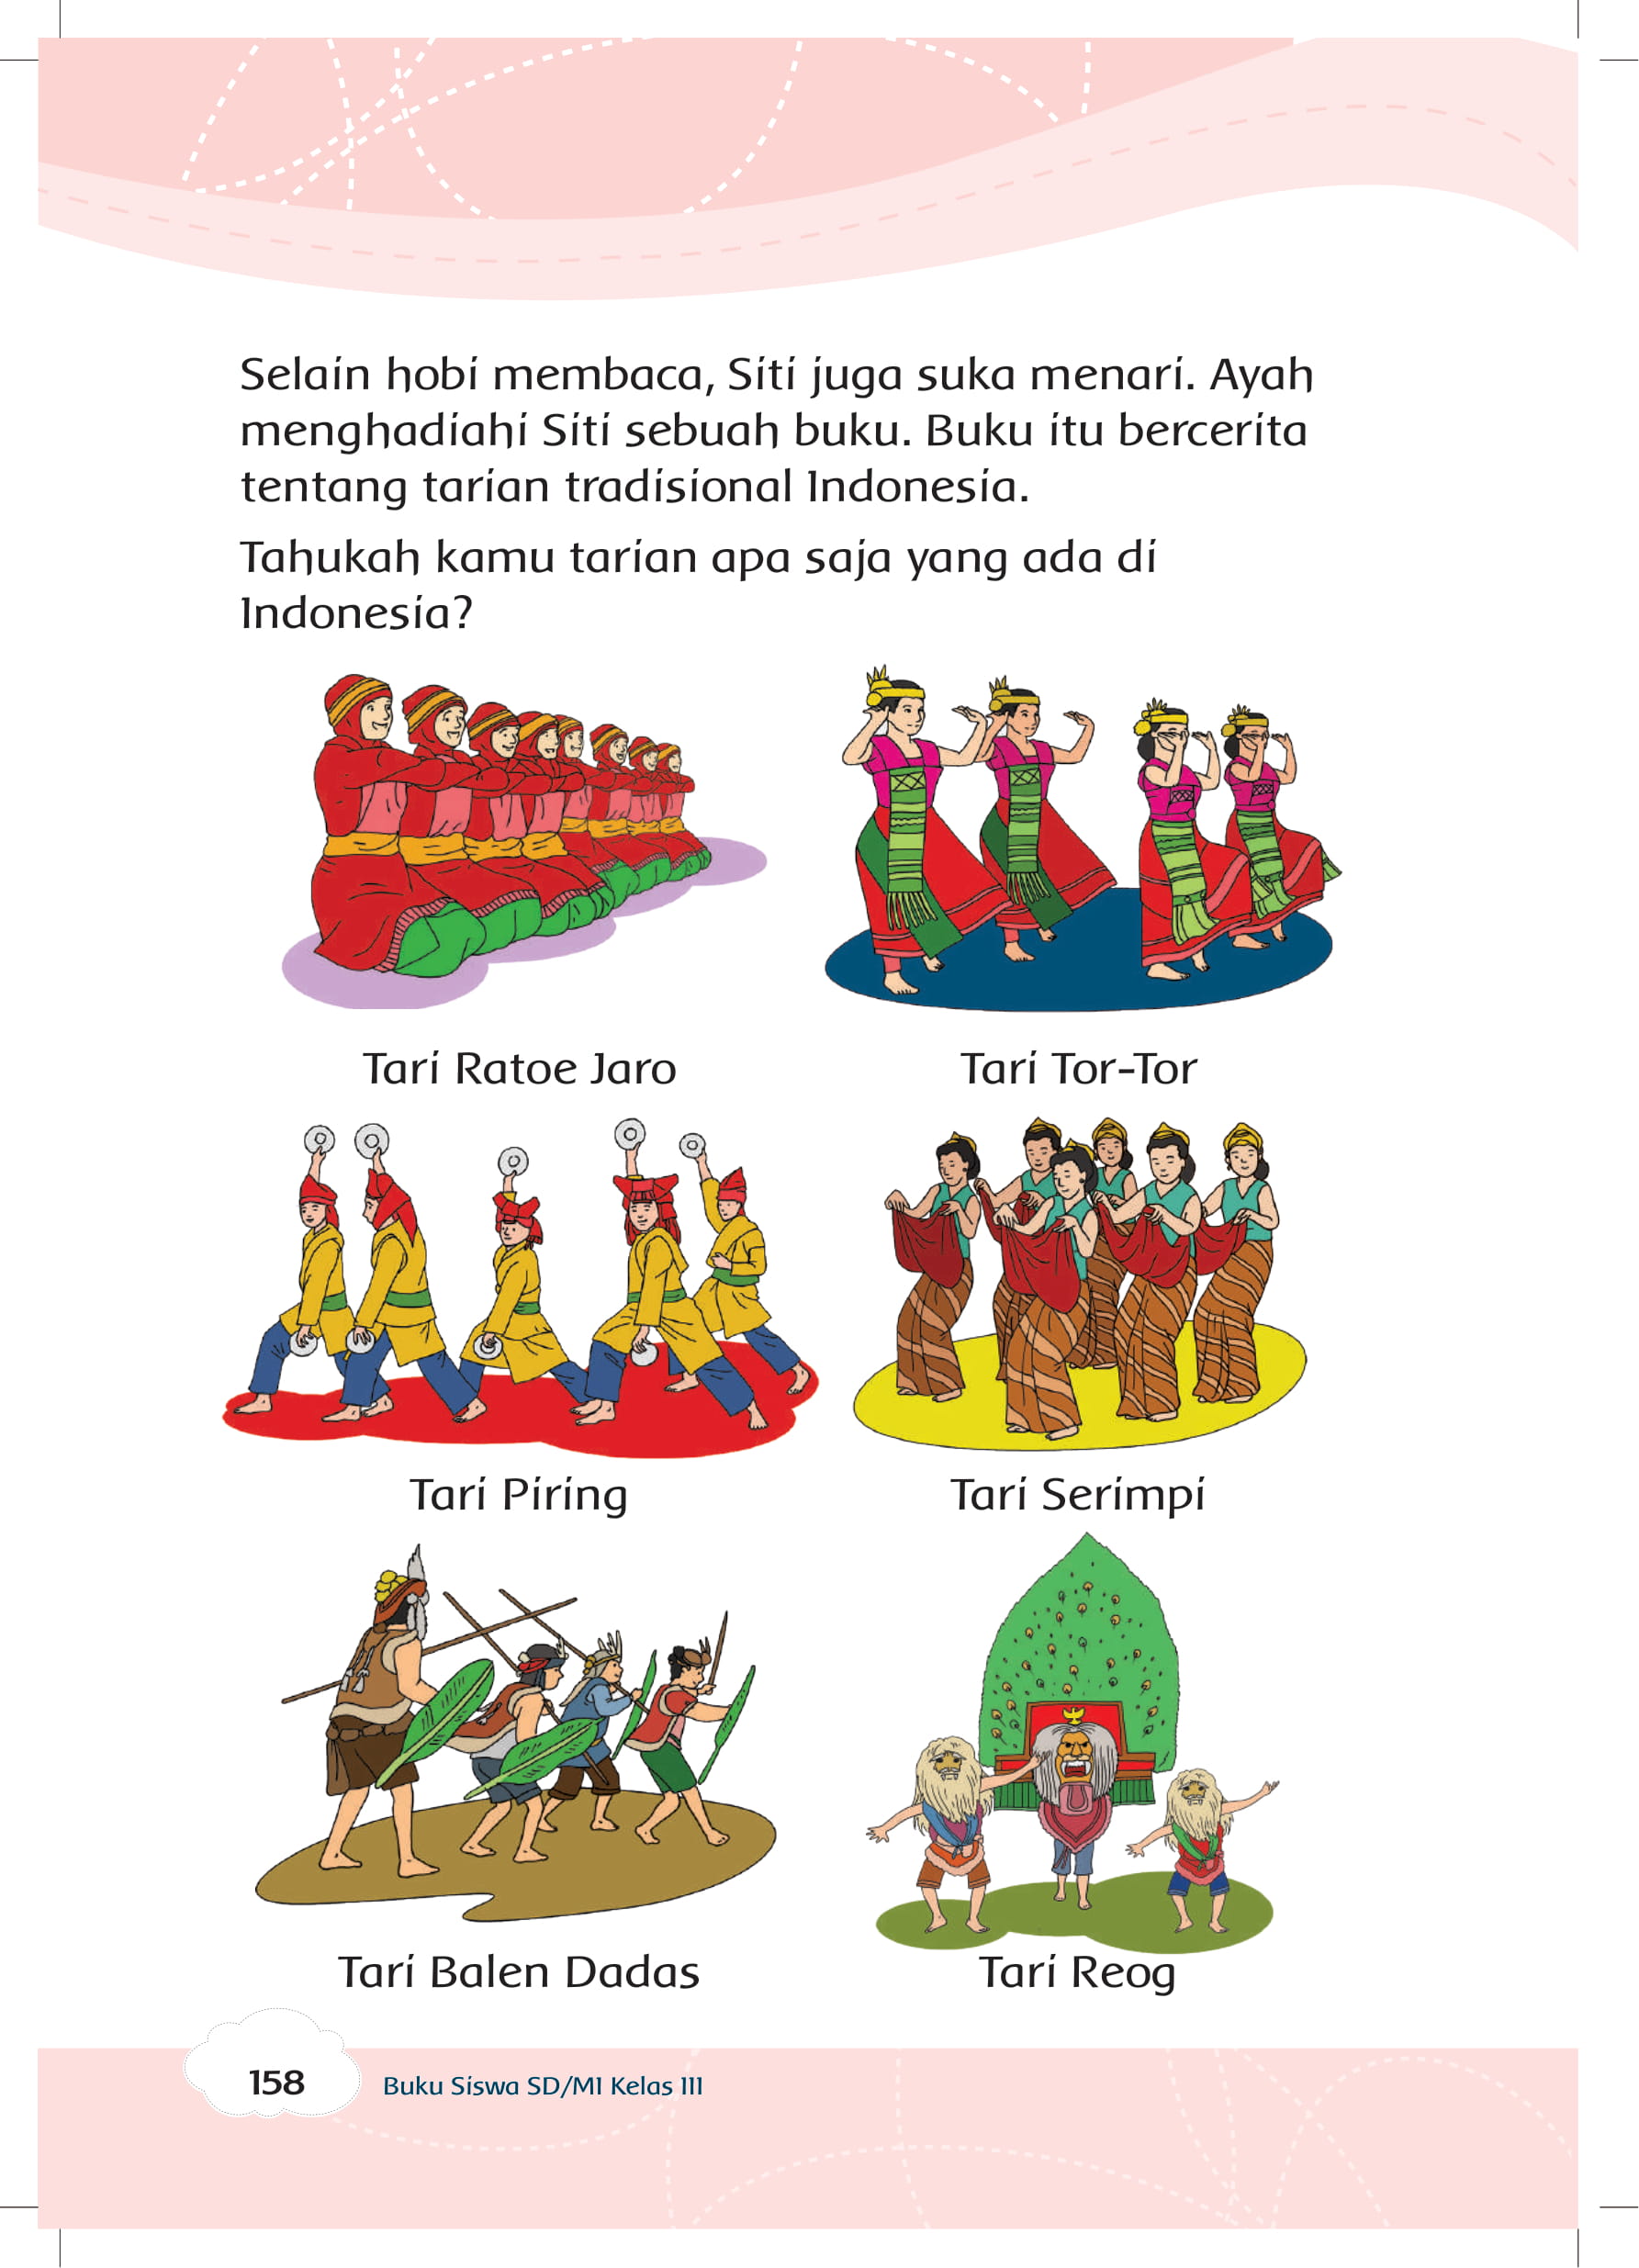 Selain hobi membaca, Siti juga suka menari. Ayah
menghadiahi Siti sebuah buku. Buku itu bercerita
tentang tarian tradisional Indonesia.
Tahukah kamu tarian apa saja yang ada di
Indonesia?
Tari Ratoe Jaro
Tari Tor-Tor
Tari Piring
Tari Serimpi
Tari Balen Dadas
Tari Reog
158
Buku Siswa SD/MI Kelas III